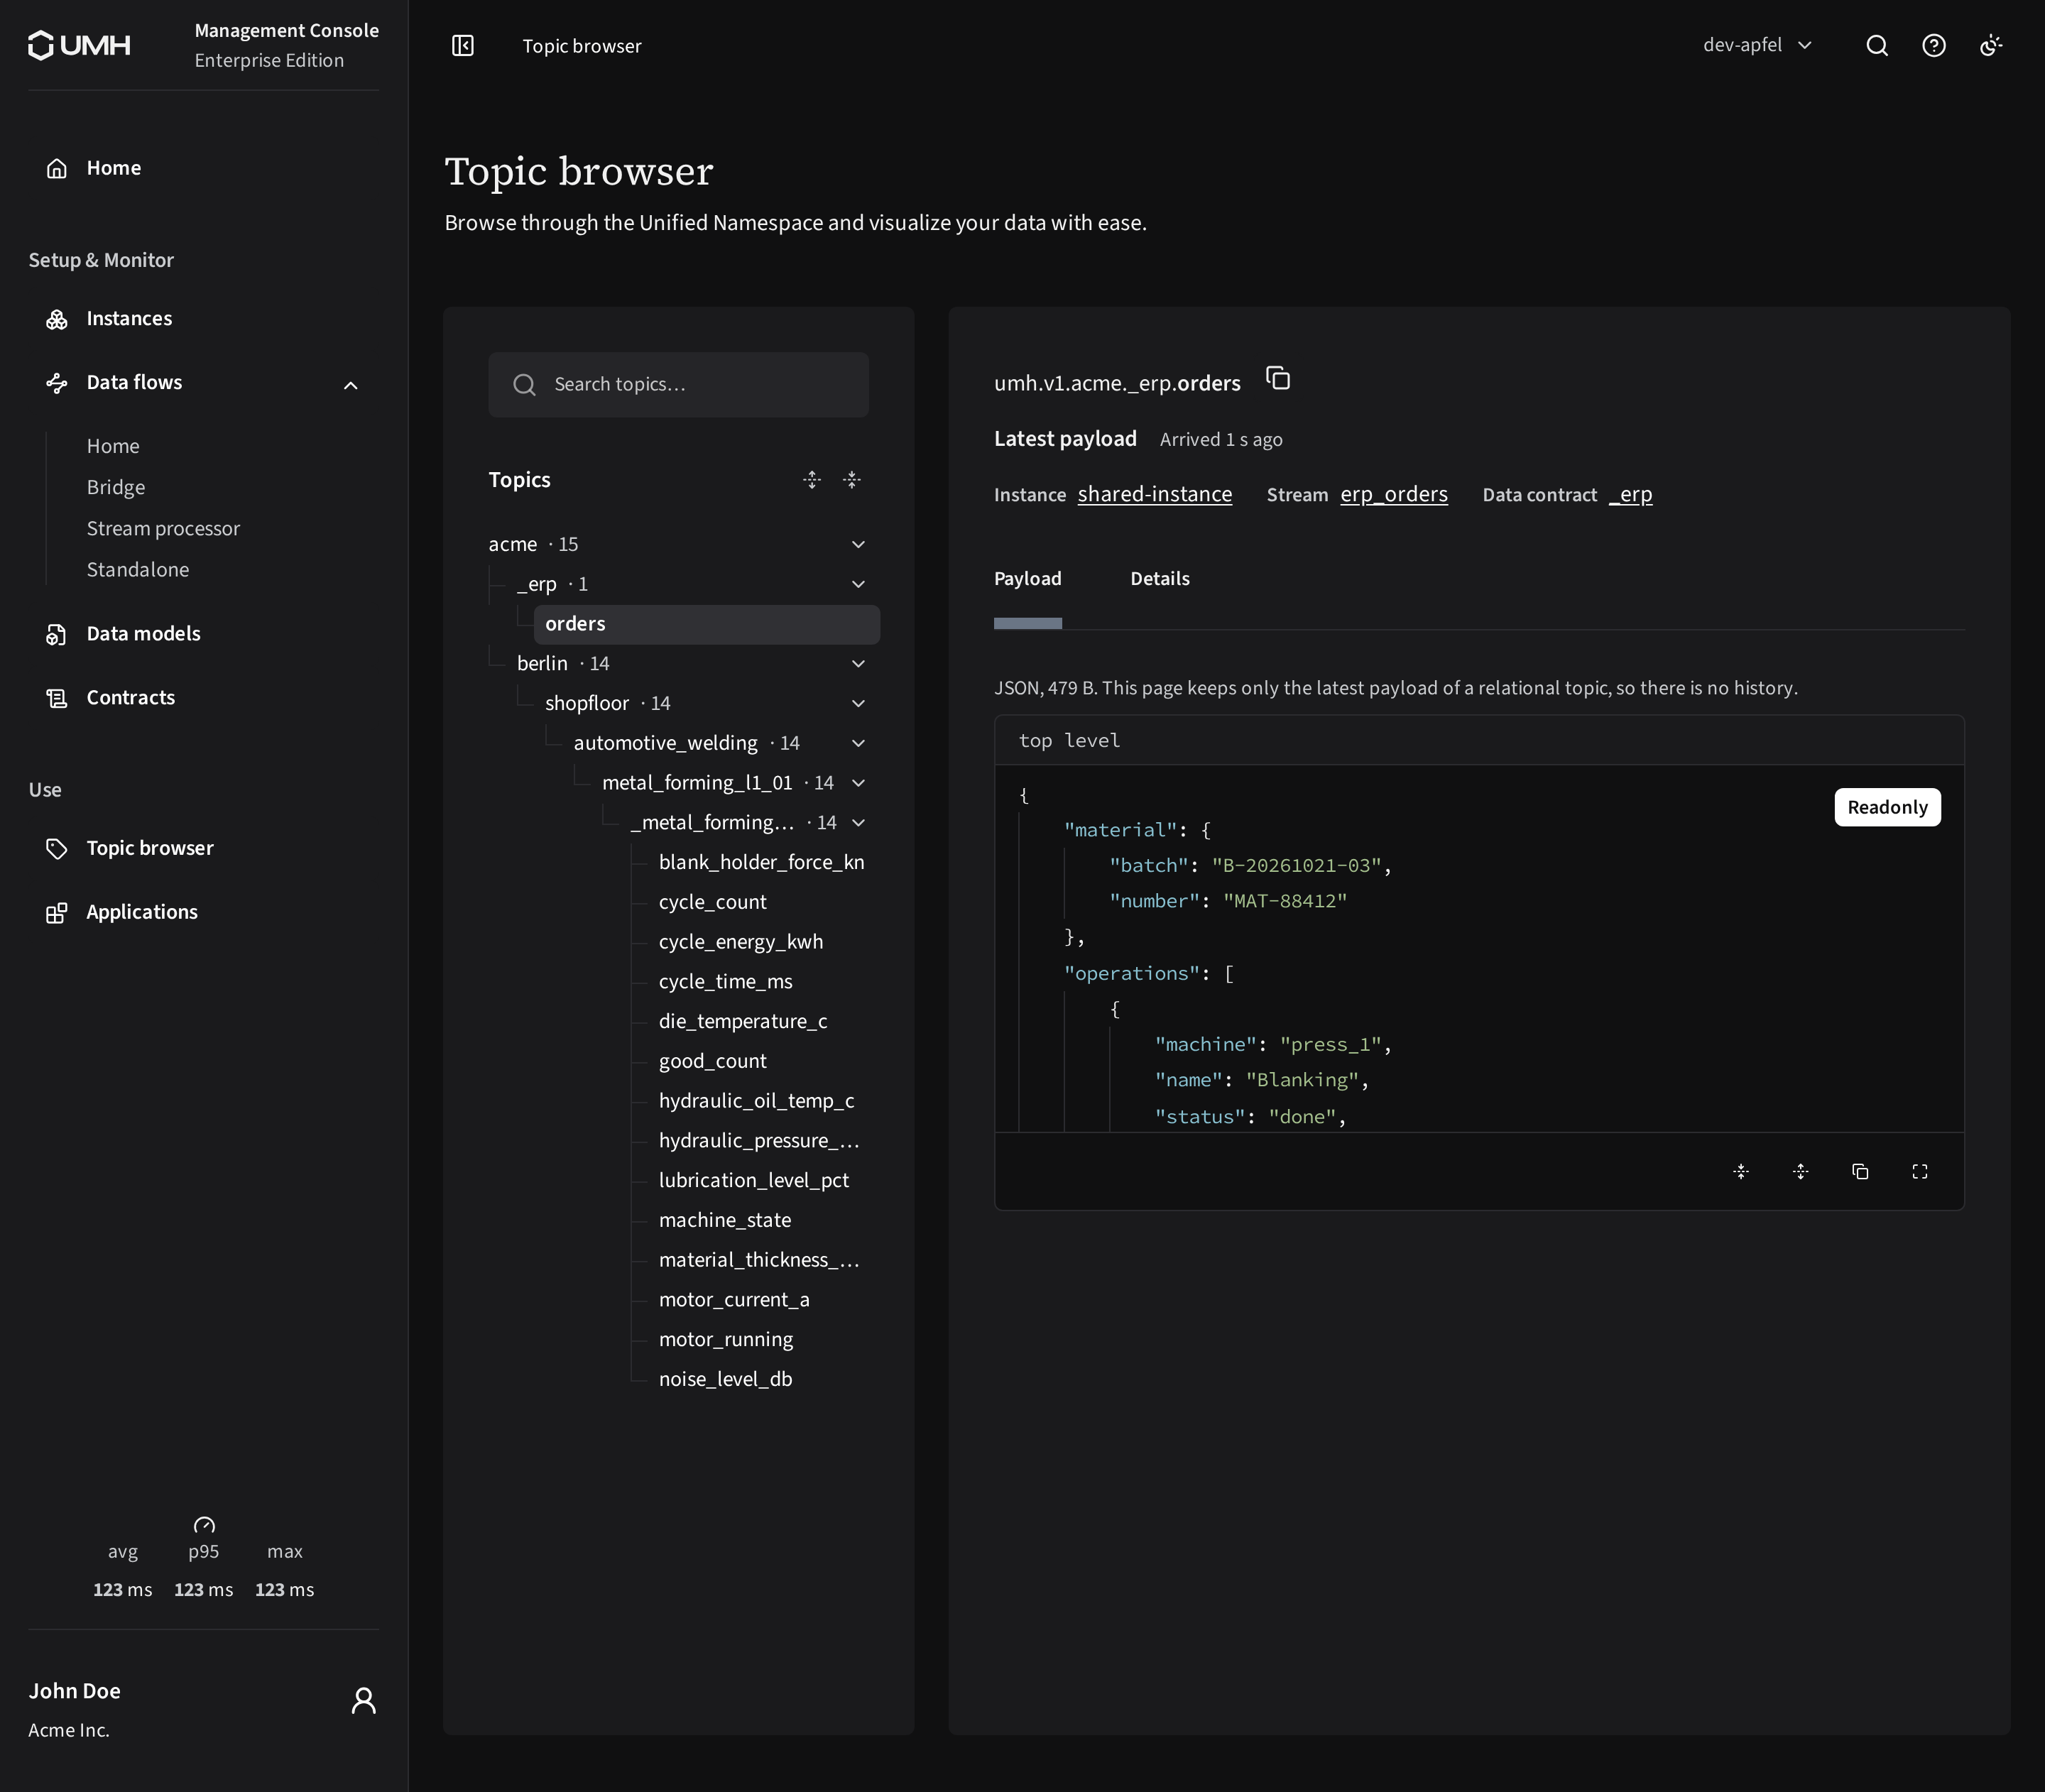 UMH
Management Console
Enterprise Edition
Topic browser
dev-apfel
Home
Setup & Monitor
Instances
Data flows
Home
Bridge
Stream processor
Standalone
Data models
Contracts
Use
Topic browser
Applications
avg p95 max
123 ms 123 ms 123 ms
John Doe
Acme Inc.
Topic browser
Browse through the Unified Namespace and visualize your data with ease.
Search topics…
Topics
acme · 15
_erp · 1
orders
berlin · 14
shopfloor · 14
automotive_welding · 14
metal_forming_l1_01 · 14
_metal_forming… · 14
blank_holder_force_kn
cycle_count
cycle_energy_kwh
cycle_time_ms
die_temperature_c
good_count
hydraulic_oil_temp_c
hydraulic_pressure_…
lubrication_level_pct
machine_state
material_thickness_…
motor_current_a
motor_running
noise_level_db
umh.v1.acme._erp.orders
Latest payload Arrived 1 s ago
Instance shared-instance Stream erp_orders Data contract _erp
Payload Details
JSON, 479 B. This page keeps only the latest payload of a relational topic, so there is no history.
top level
Readonly
{
"material": {
"batch": "B-20261021-03",
"number": "MAT-88412"
},
"operations": [
{
"machine": "press_1",
"name": "Blanking",
"status": "done",